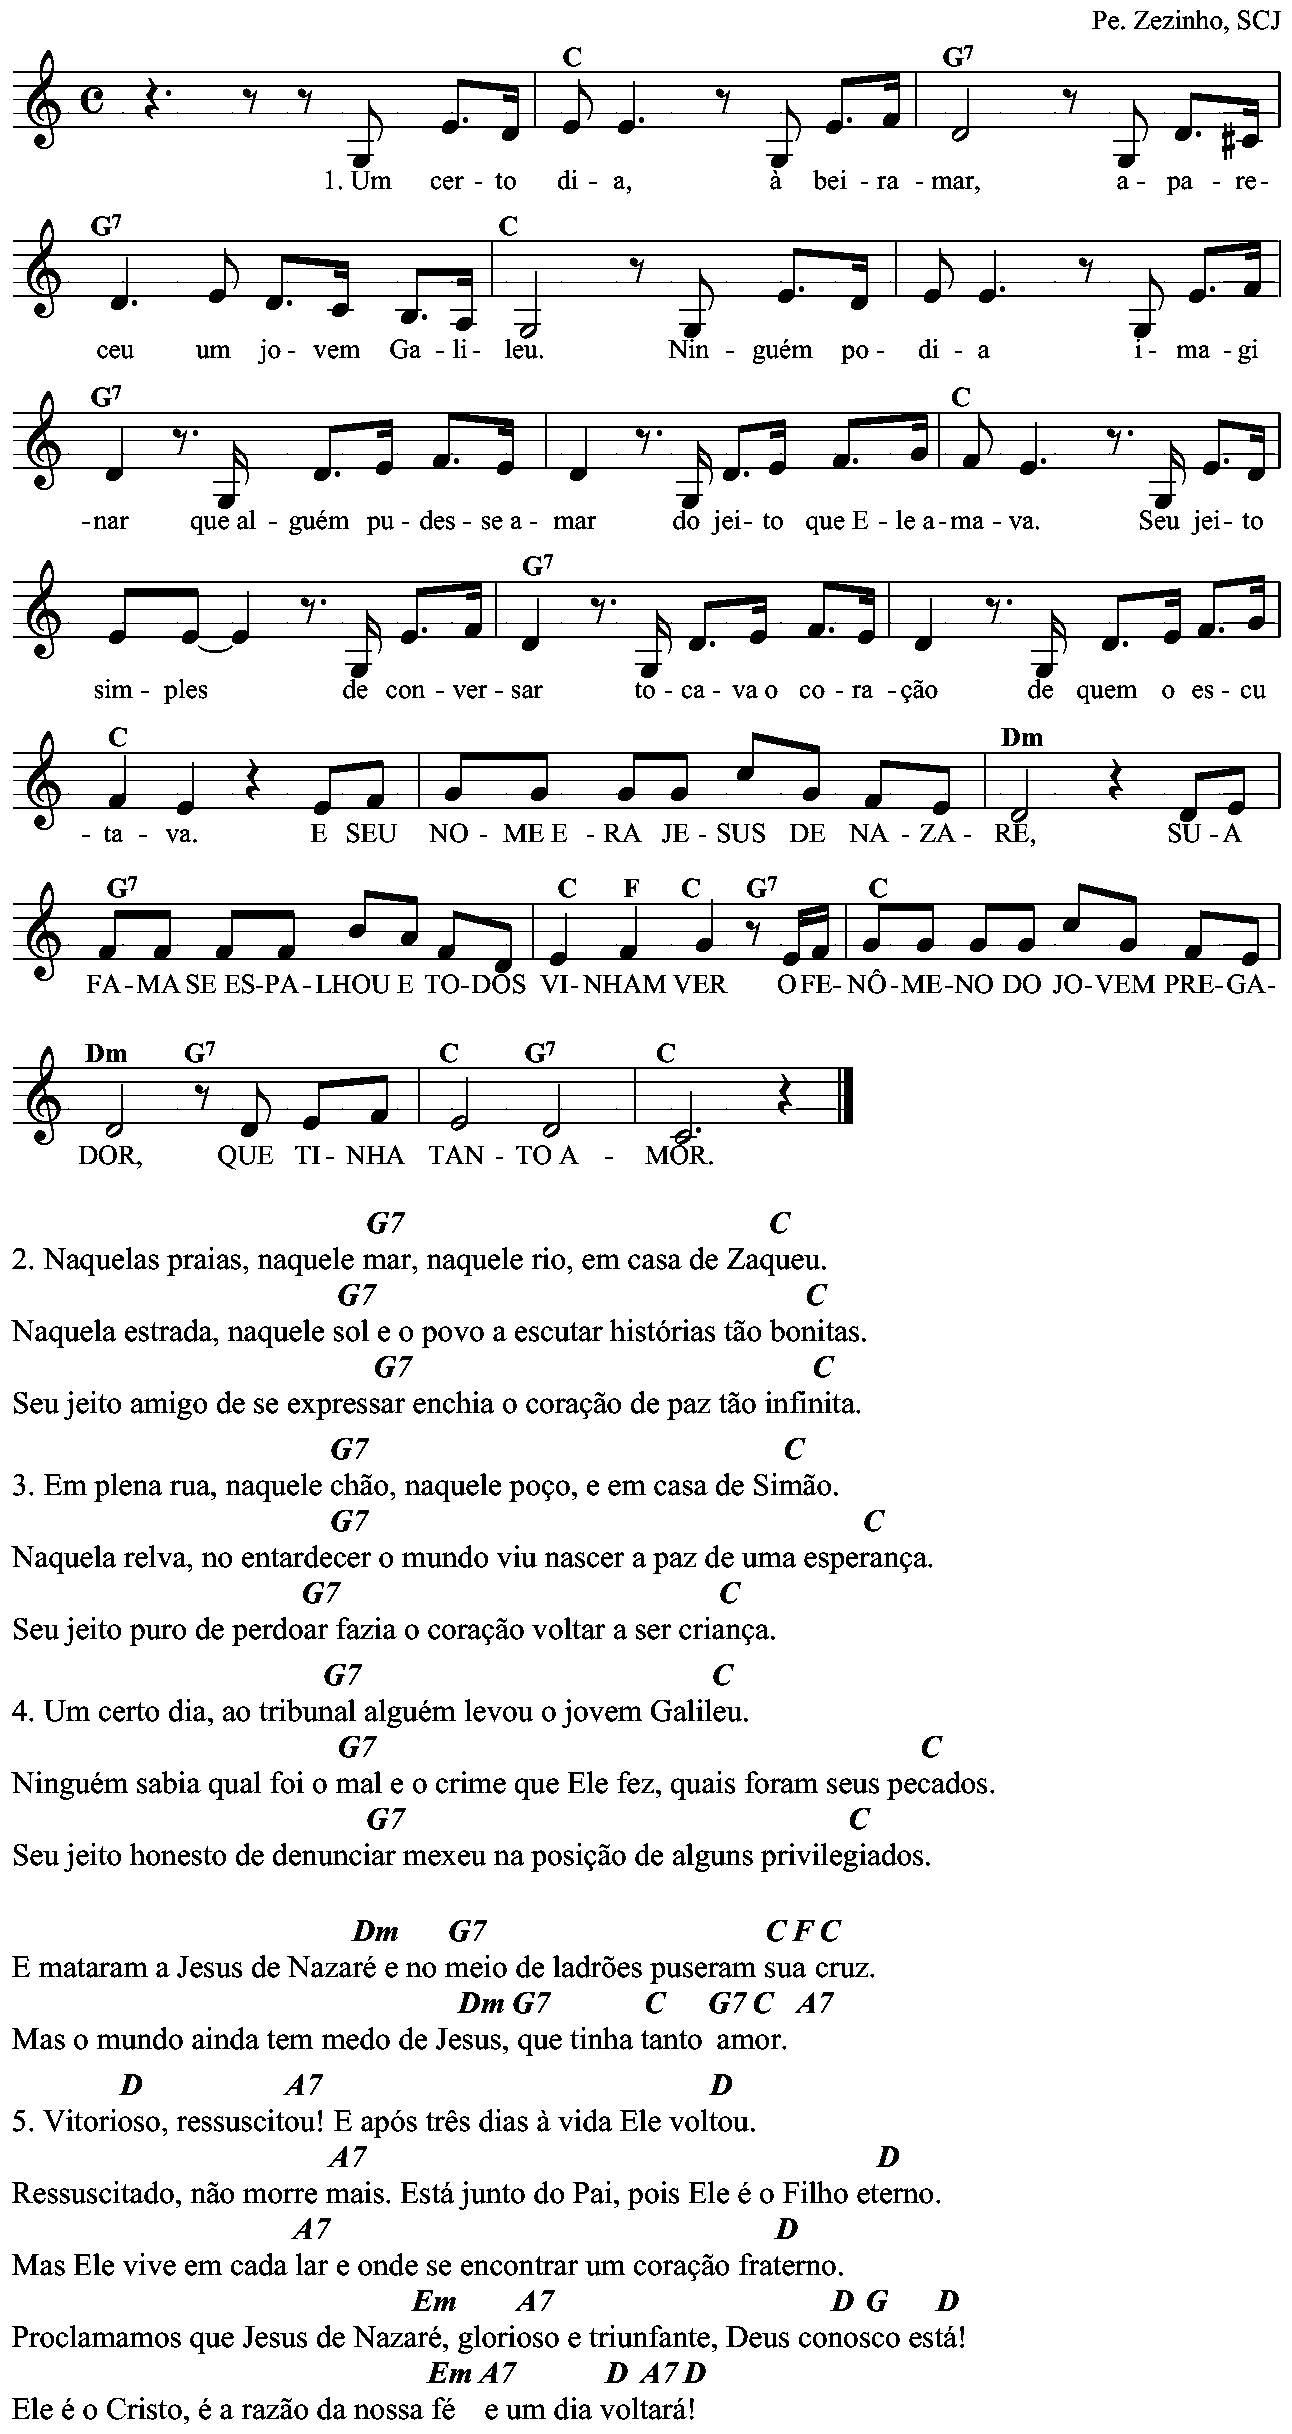 Pe. Zezinho, SCJ
C G7
1. Um cer - to di - a, à bei - ra - mar, a - pa - re-
G7 C
ceu um jo - vem Ga - li - leu. Nin - guém po - di - a i - ma - gi
G7 C
-nar que al - guém pu - des - se a - mar do jei - to que E - le a - ma - va. Seu jei - to
G7
sim - ples de con - ver - sar to - ca - va o co - ra - ção de quem o es - cu
C Dm
- ta - va. E SEU NO - ME E - RA JE - SUS DE NA - ZA - RÉ, SU - A
G7 C F C G7 C
FA - MA SE ES - PA - LHOU E TO - DOS VI - NHAM VER O FE - NÔ - ME - NO DO JO - VEM PRE - GA -
Dm G7 C G7 C
DOR, QUE TI - NHA TAN - TO A - MOR.
G7 C
2. Naquelas praias, naquele mar, naquele rio, em casa de Zaqueu.
G7 C
Naquela estrada, naquele sol e o povo a escutar histórias tão bonitas.
G7 C
Seu jeito amigo de se expressar enchia o coração de paz tão infinita.
G7 C
3. Em plena rua, naquele chão, naquele poço, e em casa de Simão.
G7 C
Naquela relva, no entardecer o mundo viu nascer a paz de uma esperança.
G7 C
Seu jeito puro de perdoar fazia o coração voltar a ser criança.
G7 C
4. Um certo dia, ao tribunal alguém levou o jovem Galileu.
G7 C
Ninguém sabia qual foi o mal e o crime que Ele fez, quais foram seus pecados.
G7 C
Seu jeito honesto de denunciar mexeu na posição de alguns privilegiados.
Dm G7 C F C
E mataram a Jesus de Nazaré e no meio de ladrões puseram sua cruz.
Dm G7 C G7 C A7
Mas o mundo ainda tem medo de Jesus, que tinha tanto amor.
D A7 D
5. Vitorioso, ressuscitou! E após três dias à vida Ele voltou.
A7 D
Ressuscitado, não morre mais. Está junto do Pai, pois Ele é o Filho eterno.
A7 D
Mas Ele vive em cada lar e onde se encontrar um coração fraterno.
Em A7 D G D
Proclamamos que Jesus de Nazaré, glorioso e triunfante, Deus conosco está!
Em A7 D A7 D
Ele é o Cristo, é a razão da nossa fé e um dia voltará!